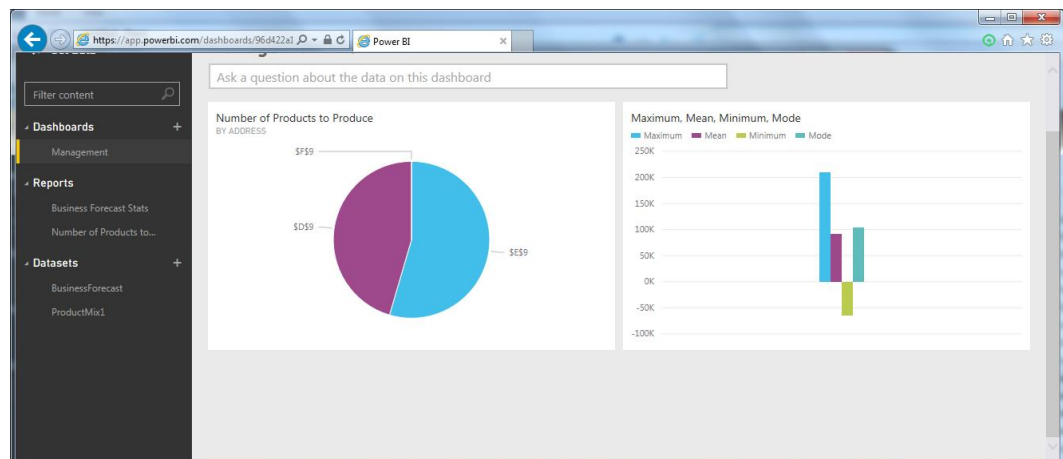 https://app.powerbi.com/dashboards/96d422a1
Power BI
Ask a question about the data on this dashboard
Filter content
Dashboards
Management
Reports
Business Forecast Stats
Number of Products to...
Datasets
BusinessForecast
ProductMix1
Number of Products to Produce
BY ADDRESS
$F$9
$D$9
$E$9
Maximum, Mean, Minimum, Mode
Maximum Mean Minimum Mode
250K
200K
150K
100K
50K
0K
-50K
-100K